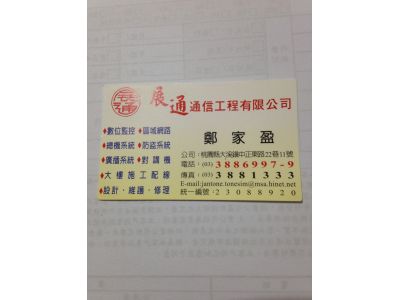 展通通信工程有限公司
數位監控 區域網路
總機系統 防盜系統
廣播系統 對講機
大樓施工配線
設計・維護・修理
鄭家盈
公司：桃園縣大溪鎮中正東路22巷11號
電話：(03)3886997-9
傳真：(03)3881333
E-mail:jantone.tonesim@msa.hinet.net
統一編號：23088920